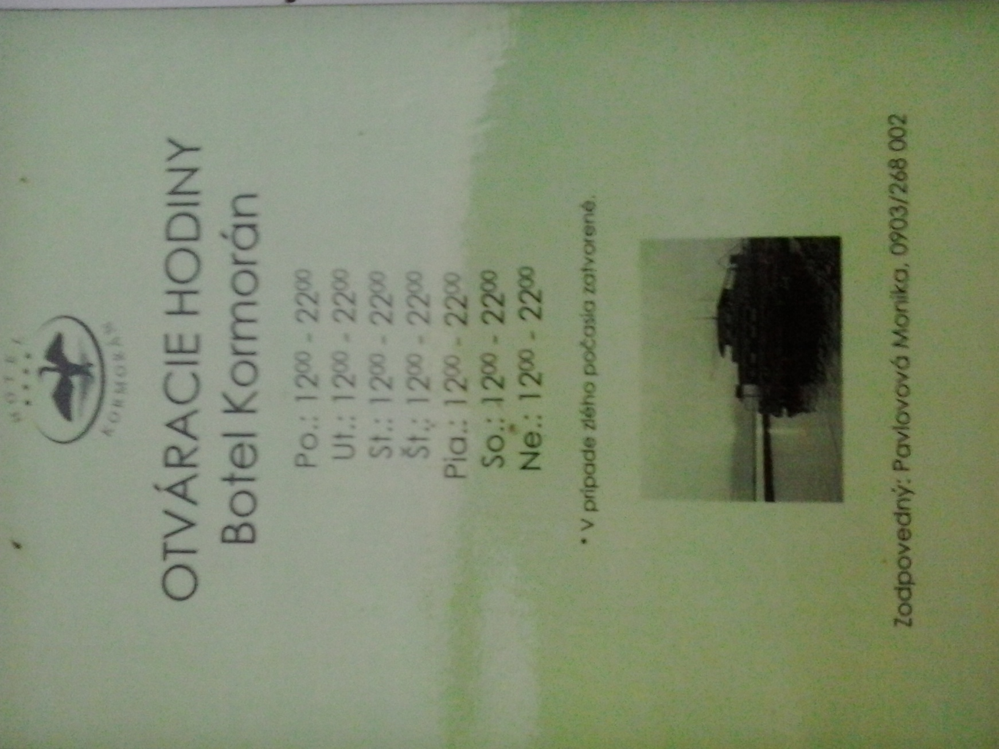 HOTEL
★★★★
KORMORÁN
OTVÁRACIE HODINY
Botel Kormorán
Po.: 12⁰⁰ - 22⁰⁰
Ut.: 12⁰⁰ - 22⁰⁰
St.: 12⁰⁰ - 22⁰⁰
Št.: 12⁰⁰ - 22⁰⁰
Pia.: 12⁰⁰ - 22⁰⁰
So.: 12⁰⁰ - 22⁰⁰
Ne.: 12⁰⁰ - 22⁰⁰
• V prípade zlého počasia zatvorené.
Zodpovedný: Pavlovová Monika, 0903/268 002